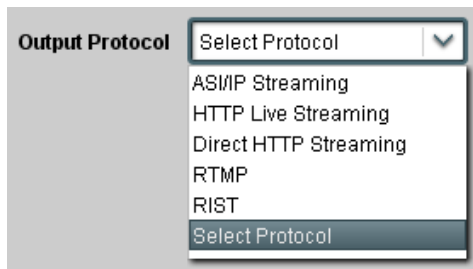 Output Protocol Select Protocol
ASI/IP Streaming
HTTP Live Streaming
Direct HTTP Streaming
RTMP
RIST
Select Protocol